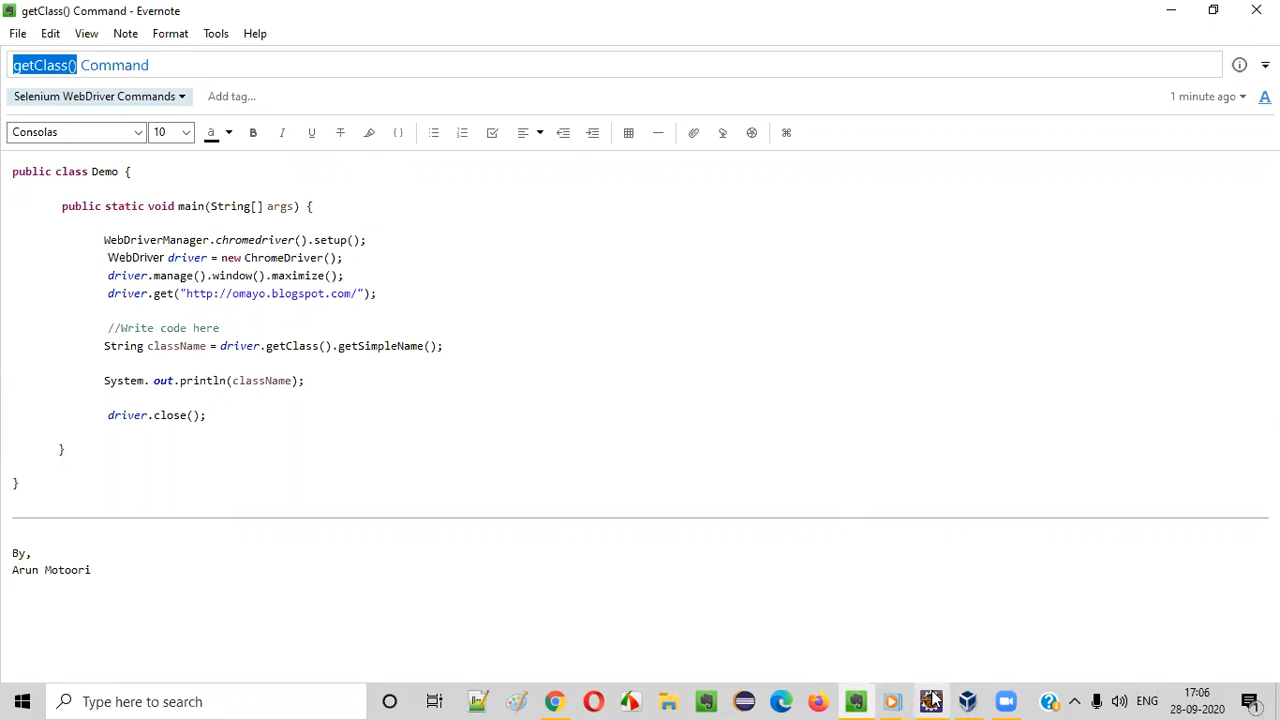 getClass() Command - Evernote
File Edit View Note Format Tools Help
getClass() Command
Selenium WebDriver Commands Add tag... 1 minute ago
Consolas 10
public class Demo {
public static void main(String[] args) {
WebDriverManager.chromedriver().setup();
WebDriver driver = new ChromeDriver();
driver.manage().window().maximize();
driver.get("http://omayo.blogspot.com/");
//Write code here
String className = driver.getClass().getSimpleName();
System. out.println(className);
driver.close();
}
}
By,
Arun Motoori
Type here to search ENG 17:06
28-09-2020